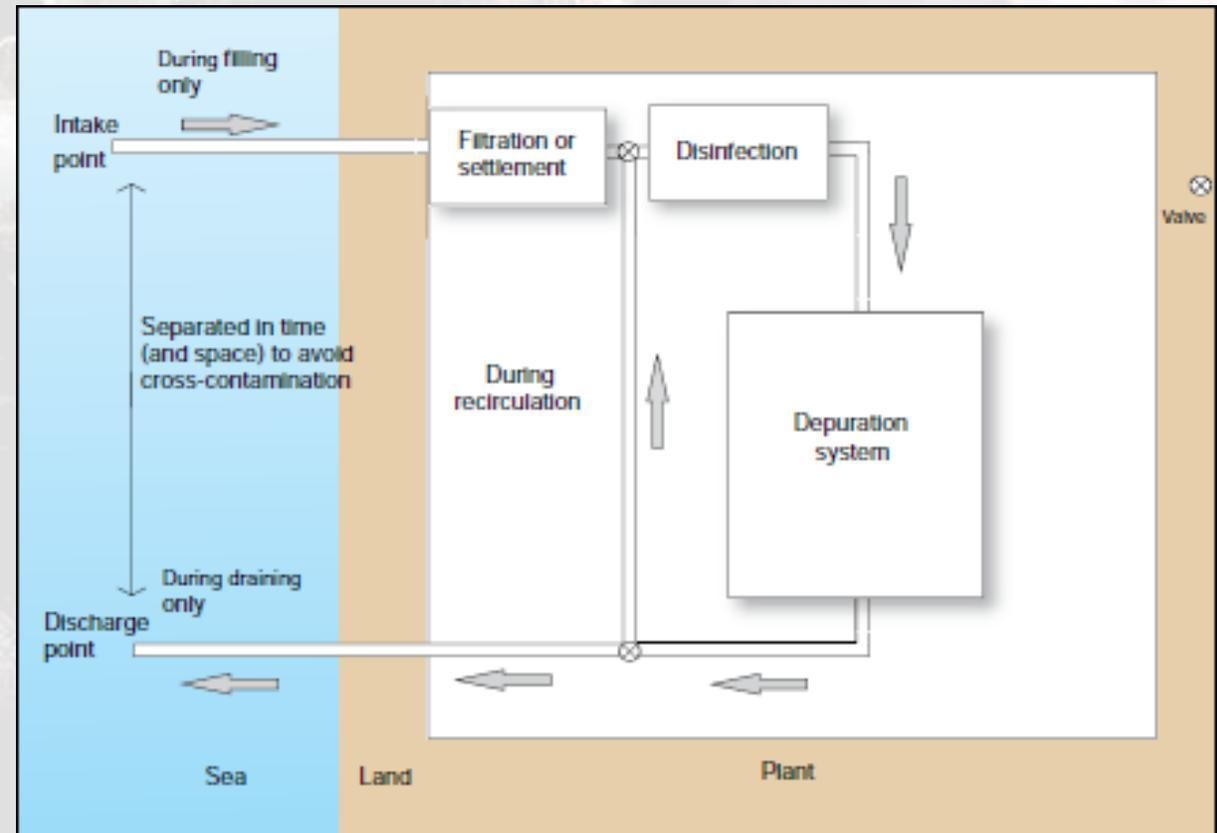 During filling
only
Intake
point
Filtration or
settlement
Disinfection
Valve
Separated in time
(and space) to avoid
cross-contamination
During
recirculation
Depuration
system
During draining
only
Discharge
point
Sea
Land
Plant